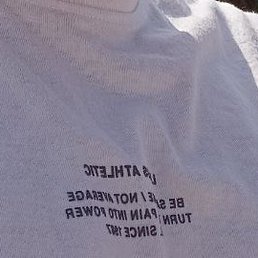 ATHLETIC
BE / NOT AVERAGE
TURN PAIN INTO POWER
SINCE 1987